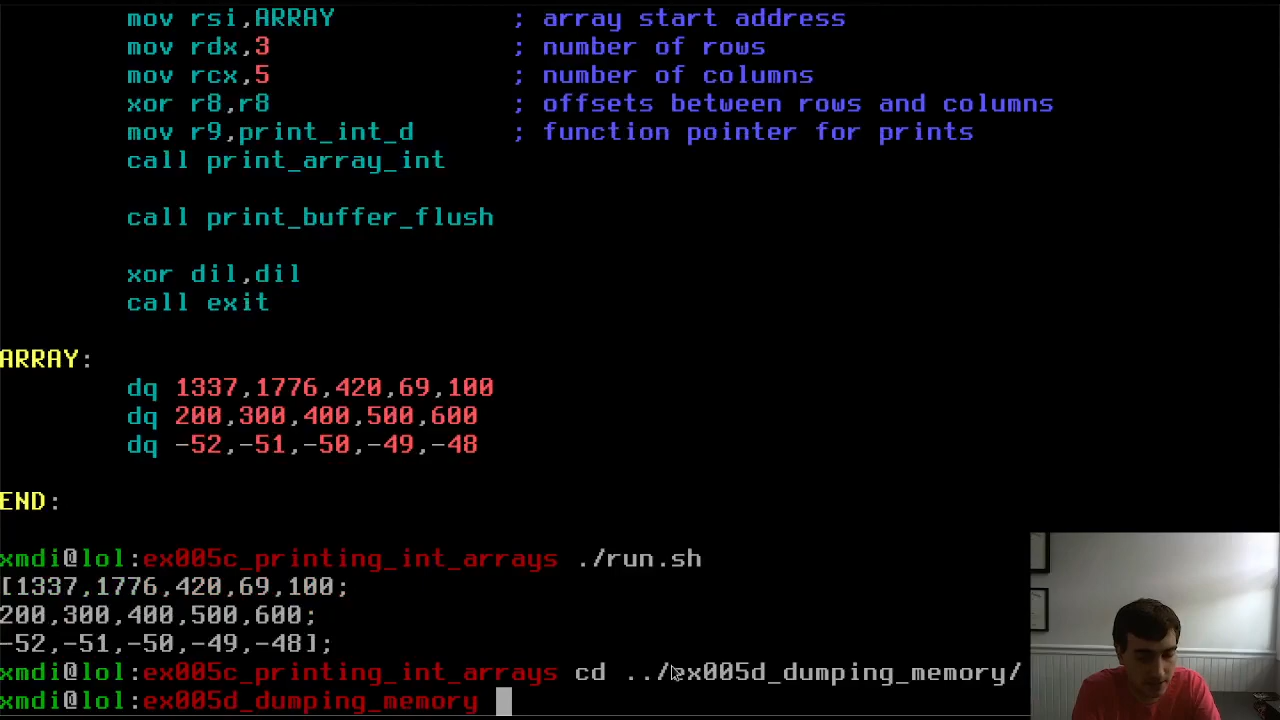 mov rsi,ARRAY ; array start address
mov rdx,3 ; number of rows
mov rcx,5 ; number of columns
xor r8,r8 ; offsets between rows and columns
mov r9,print_int_d ; function pointer for prints
call print_array_int
call print_buffer_flush
xor dil,dil
call exit
ARRAY:
dq 1337,1776,420,69,100
dq 200,300,400,500,600
dq -52,-51,-50,-49,-48
END:
xmdi@lol:ex005c_printing_int_arrays ./run.sh
[1337,1776,420,69,100;
200,300,400,500,600;
-52,-51,-50,-49,-48];
xmdi@lol:ex005c_printing_int_arrays cd ../ex005d_dumping_memory/
xmdi@lol:ex005d_dumping_memory